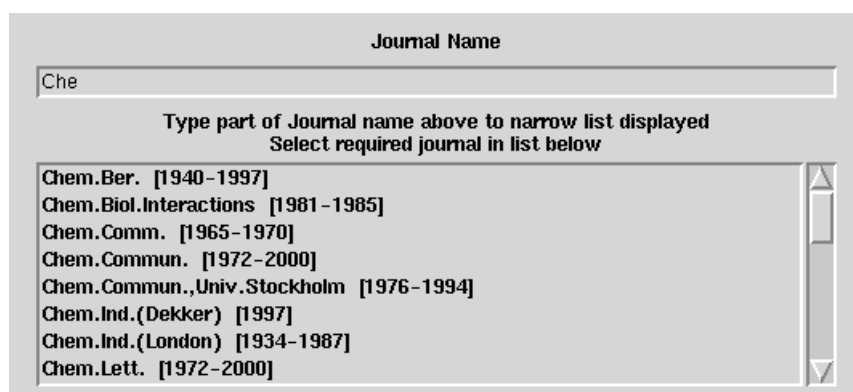 Journal Name
Che
Type part of Journal name above to narrow list displayed
Select required journal in list below
Chem.Ber. [1940-1997]
Chem.Biol.Interactions [1981-1985]
Chem.Comm. [1965-1970]
Chem.Commun. [1972-2000]
Chem.Commun.,Univ.Stockholm [1976-1994]
Chem.Ind.(Dekker) [1997]
Chem.Ind.(London) [1934-1987]
Chem.Lett. [1972-2000]